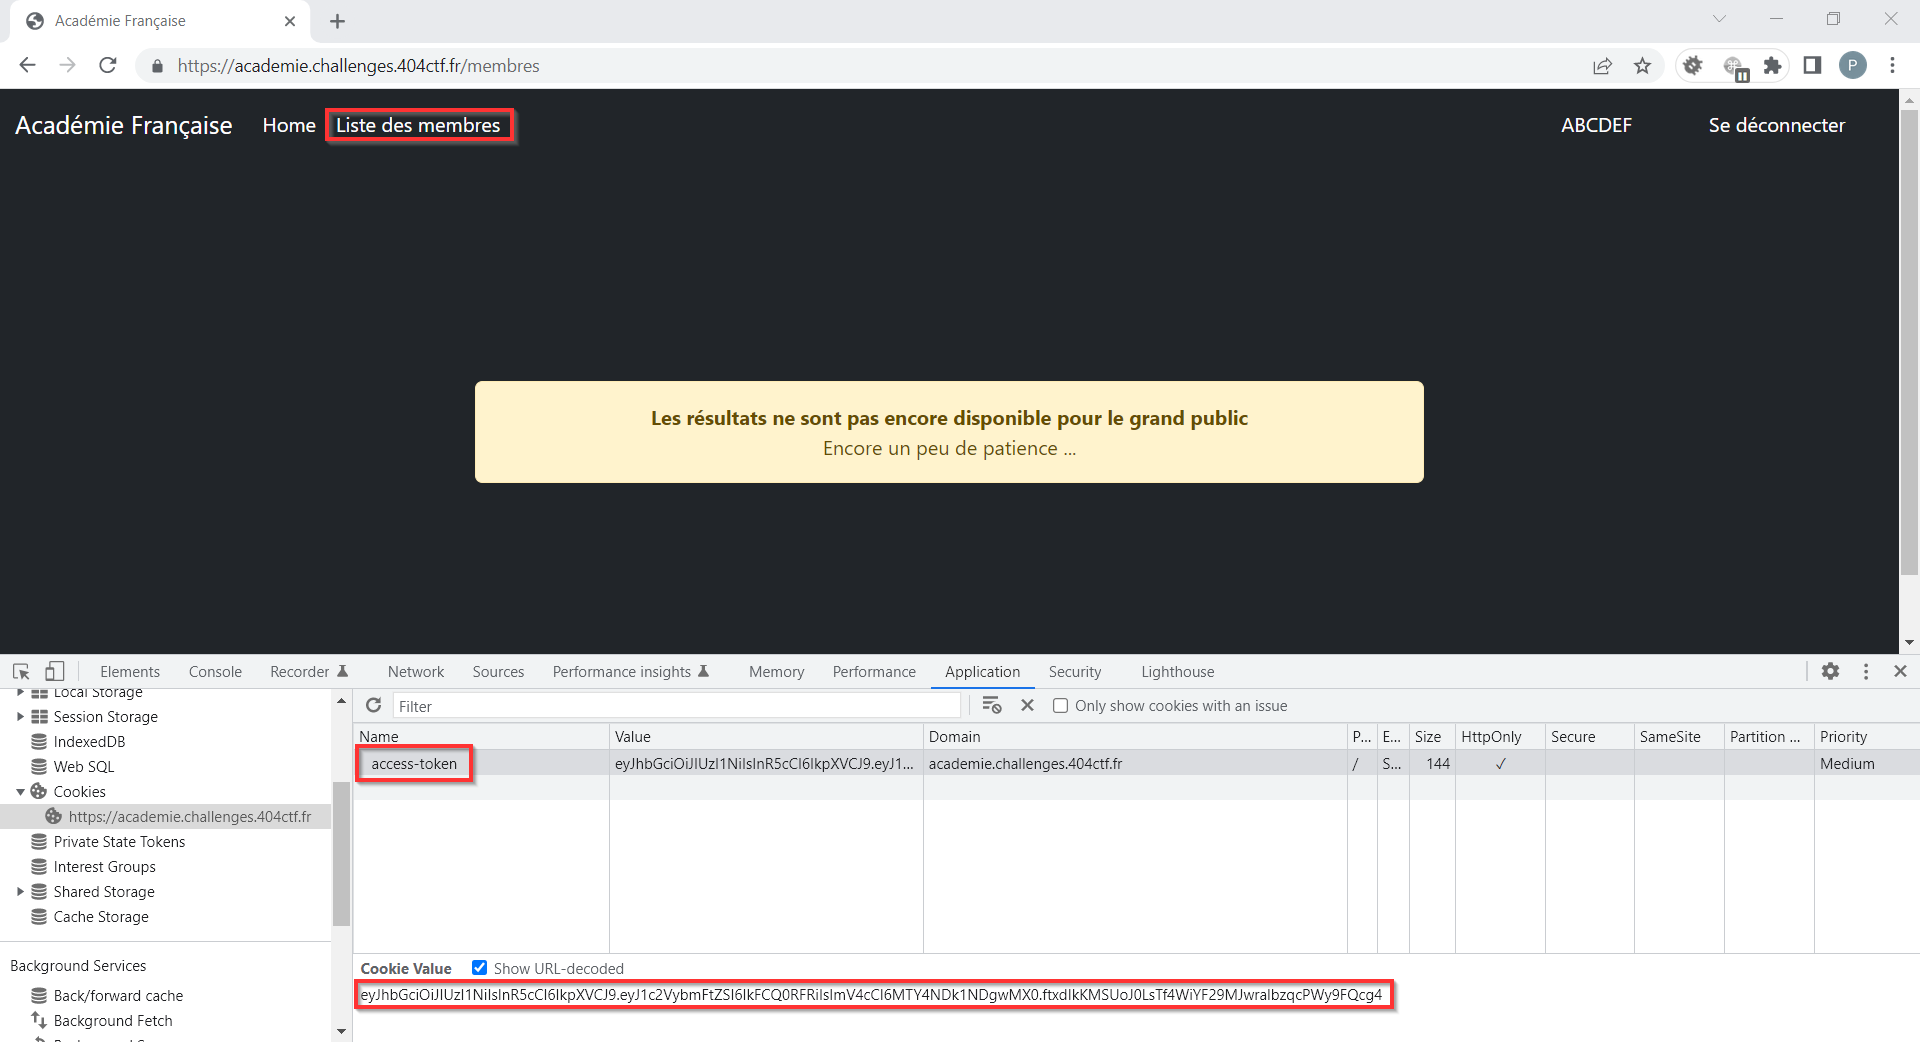 Académie Française
https://academie.challenges.404ctf.fr/membres
P
Académie Française Home Liste des membres ABCDEF Se déconnecter
Les résultats ne sont pas encore disponible pour le grand public
Encore un peu de patience ...
Elements Console Recorder Network Sources Performance insights Memory Performance Application Security Lighthouse
Local Storage
Session Storage
IndexedDB
Web SQL
Cookies
https://academie.challenges.404ctf.fr
Private State Tokens
Interest Groups
Shared Storage
Cache Storage
Background Services
Back/forward cache
Background Fetch
Filter Only show cookies with an issue
Name Value Domain P... E... Size HttpOnly Secure SameSite Partition ... Priority
access-token eyJhbGciOiJIUzI1NiIsInR5cCI6IkpXVCJ9.eyJ1... academie.challenges.404ctf.fr / S... 144 ✓ Medium
Cookie Value Show URL-decoded
eyJhbGciOiJIUzI1NiIsInR5cCI6IkpXVCJ9.eyJ1c2VybmFtZSI6IkFCQ0RFRiIsImV4cCI6MTY4NDk1NDgwMX0.ftxdIkKMSUoJ0LsTf4WiYF29MJwralbzqcPWy9FQcg4